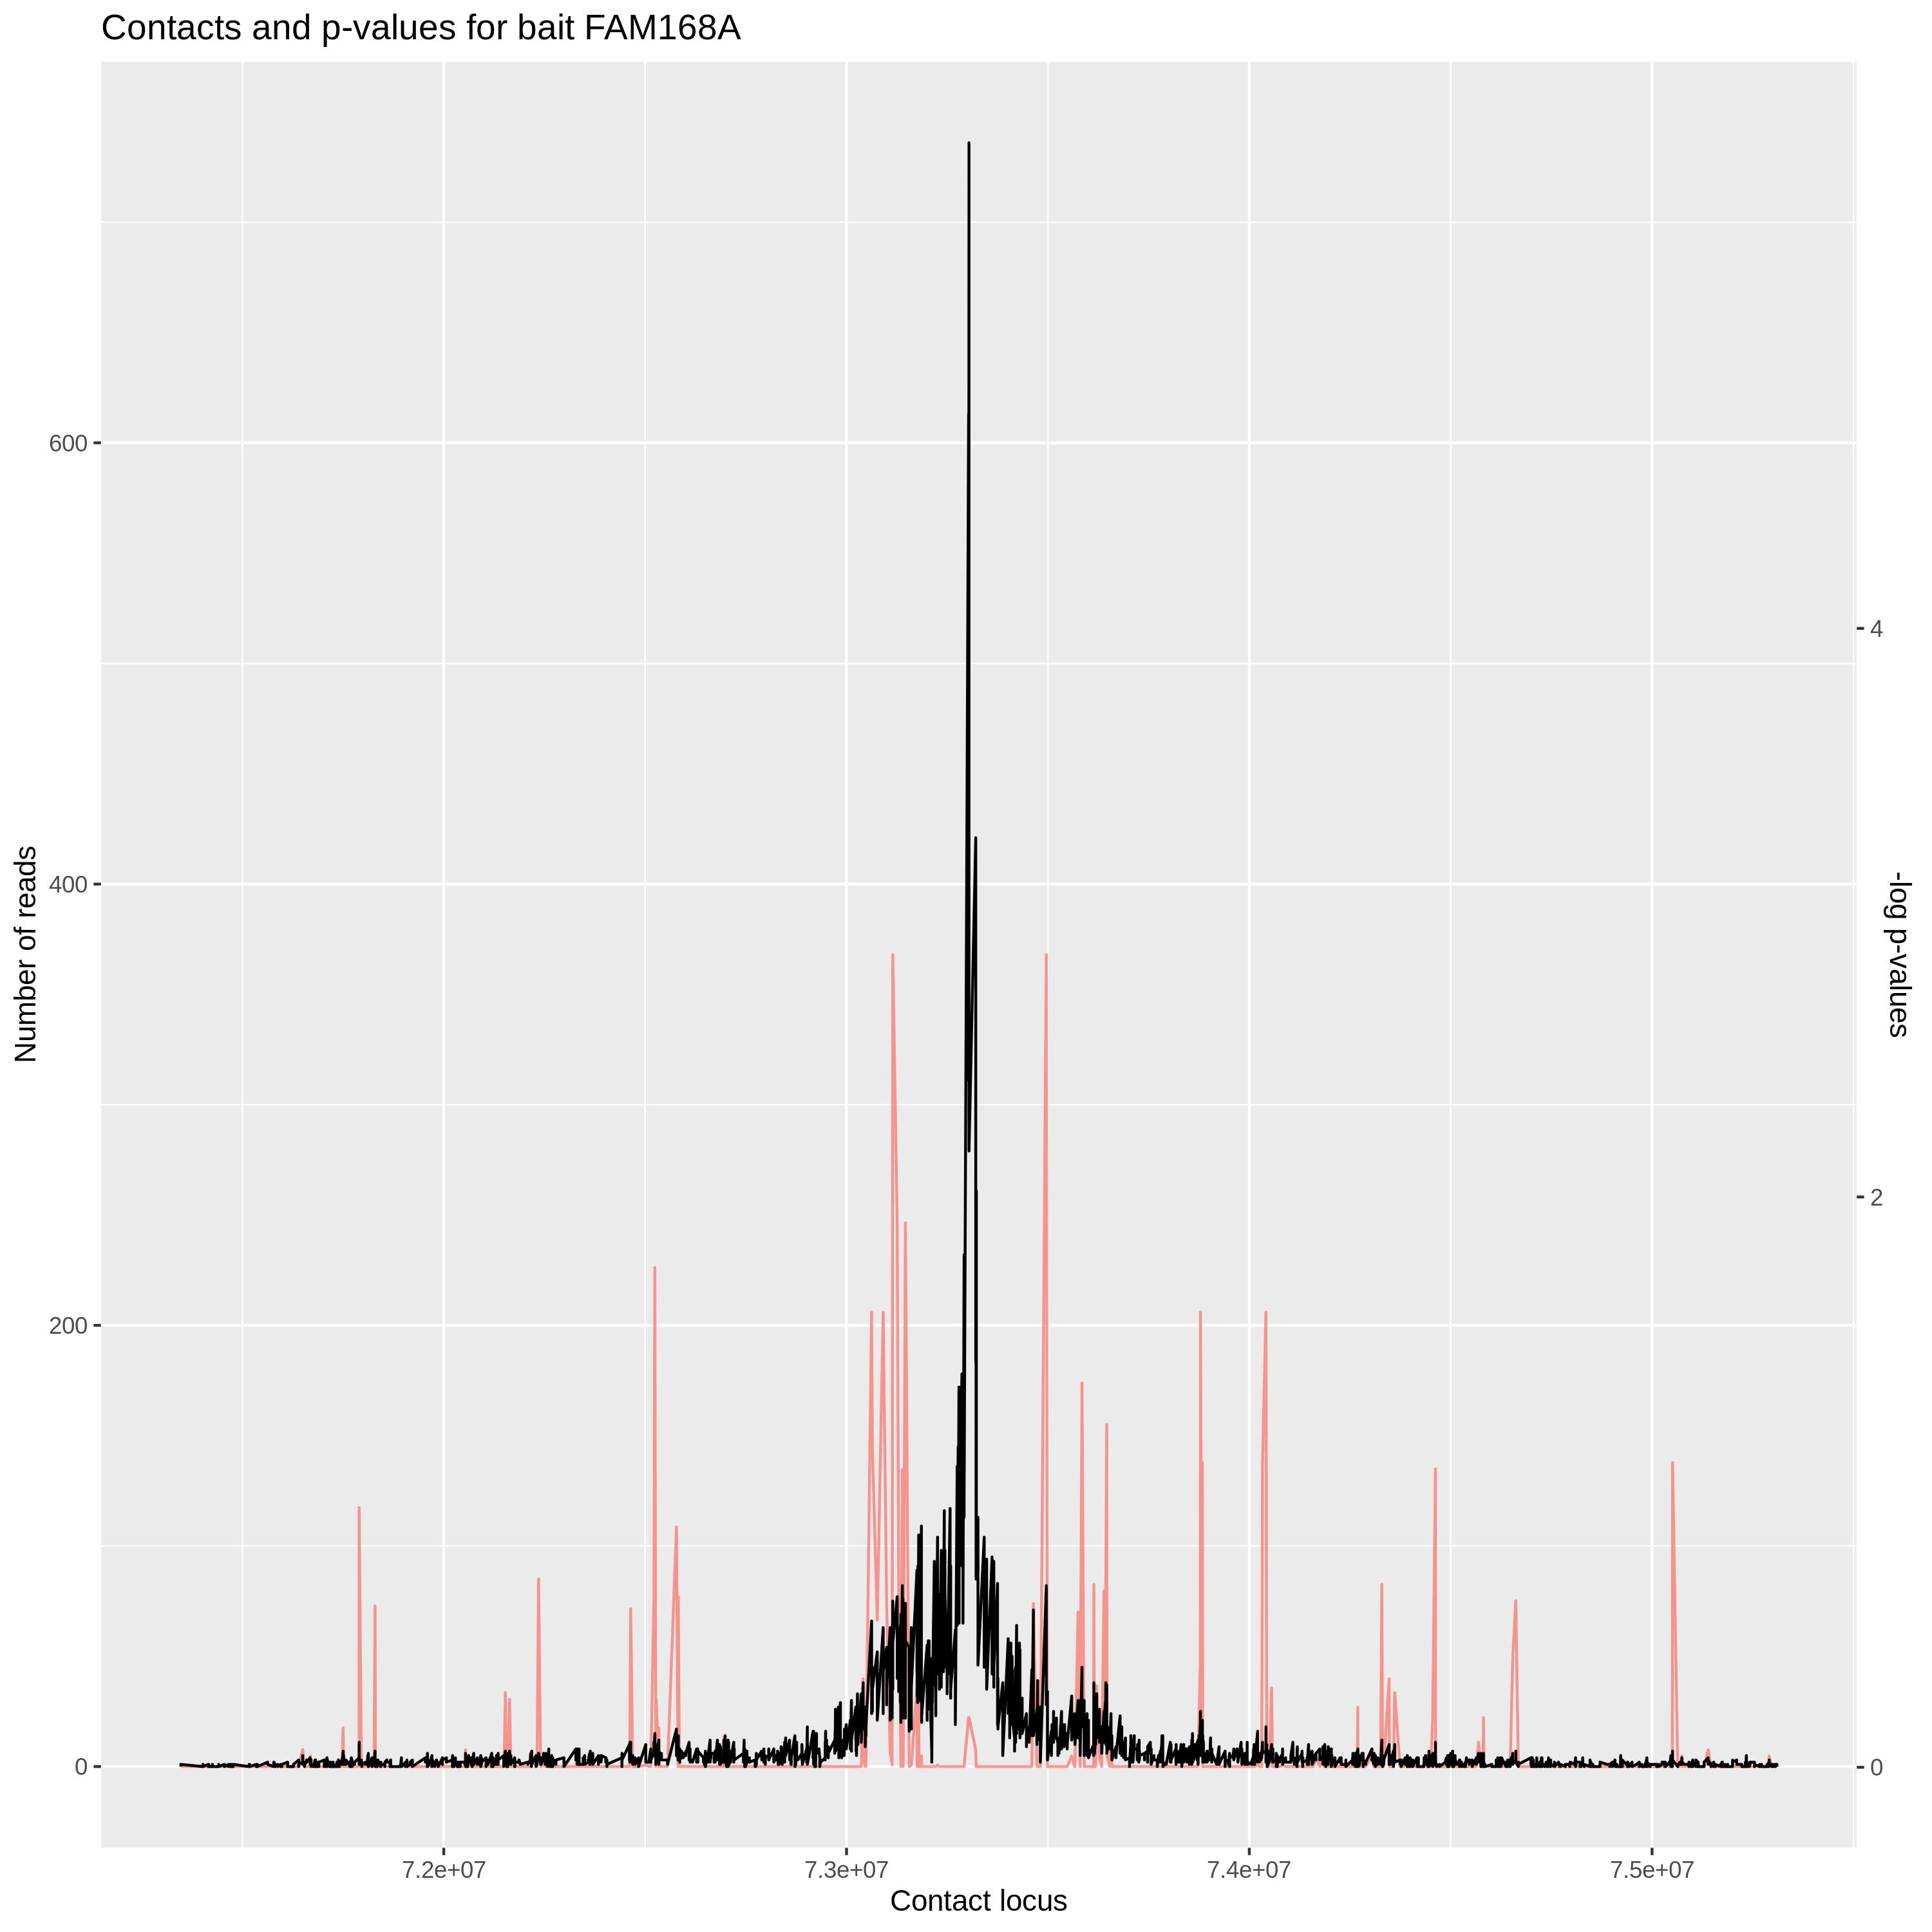 Contacts and p-values for bait FAM168A
Number of reads
600
400
200
0
4
2
0
-log p-values
7.2e+07
7.3e+07
7.4e+07
7.5e+07
Contact locus